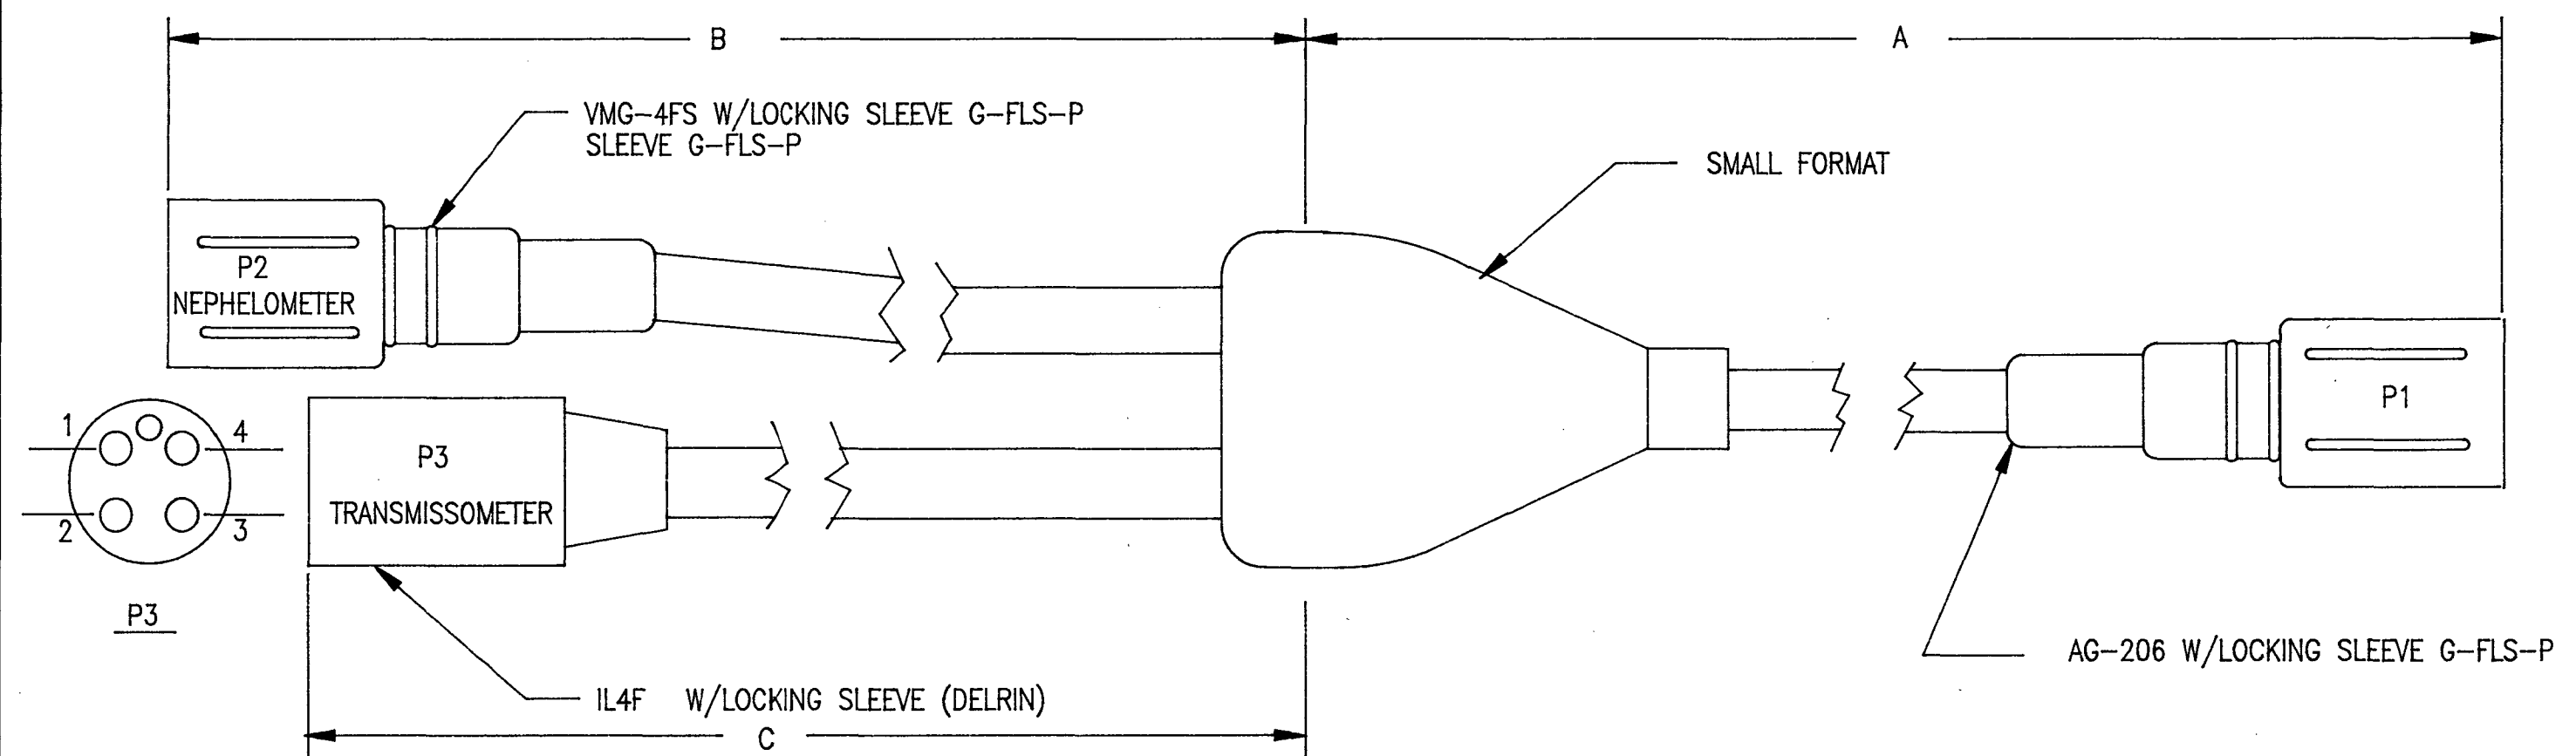 B
A
VMG-4FS W/LOCKING SLEEVE G-FLS-P
SLEEVE G-FLS-P
SMALL FORMAT
P2
NEPHELOMETER
P1
1
4
2
3
P3
P3
TRANSMISSOMETER
AG-206 W/LOCKING SLEEVE G-FLS-P
IL4F W/LOCKING SLEEVE (DELRIN)
C